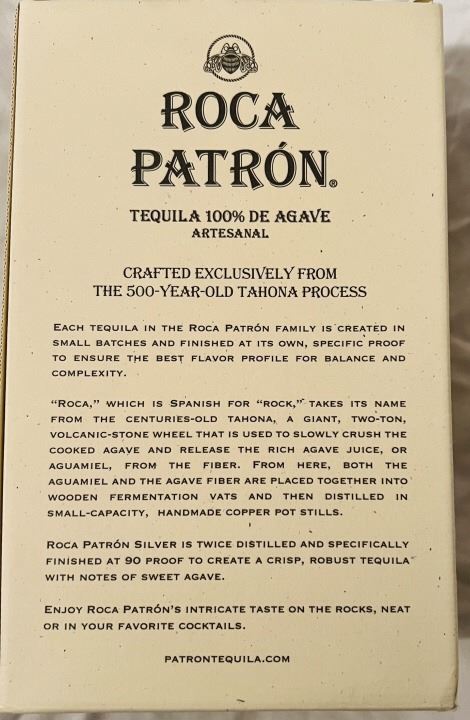 ROCA
PATRÓN®
TEQUILA 100% DE AGAVE
ARTESANAL
CRAFTED EXCLUSIVELY FROM
THE 500-YEAR-OLD TAHONA PROCESS
EACH TEQUILA IN THE ROCA PATRÓN FAMILY IS CREATED IN
SMALL BATCHES AND FINISHED AT ITS OWN, SPECIFIC PROOF
TO ENSURE THE BEST FLAVOR PROFILE FOR BALANCE AND
COMPLEXITY.
“ROCA,” WHICH IS SPANISH FOR “ROCK,” TAKES ITS NAME
FROM THE CENTURIES-OLD TAHONA, A GIANT, TWO-TON,
VOLCANIC-STONE WHEEL THAT IS USED TO SLOWLY CRUSH THE
COOKED AGAVE AND RELEASE THE RICH AGAVE JUICE, OR
AGUAMIEL, FROM THE FIBER. FROM HERE, BOTH THE
AGUAMIEL AND THE AGAVE FIBER ARE PLACED TOGETHER INTO
WOODEN FERMENTATION VATS AND THEN DISTILLED IN
SMALL-CAPACITY, HANDMADE COPPER POT STILLS.
ROCA PATRÓN SILVER IS TWICE DISTILLED AND SPECIFICALLY
FINISHED AT 90 PROOF TO CREATE A CRISP, ROBUST TEQUILA
WITH NOTES OF SWEET AGAVE.
ENJOY ROCA PATRÓN’S INTRICATE TASTE ON THE ROCKS, NEAT
OR IN YOUR FAVORITE COCKTAILS.
PATRONTEQUILA.COM